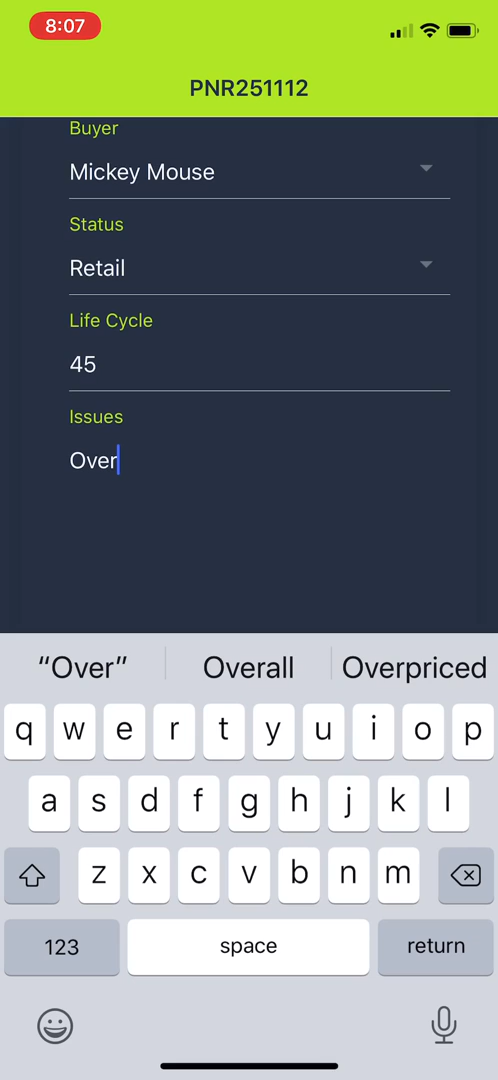 8:07
PNR251112
Buyer
Mickey Mouse
Status
Retail
Life Cycle
45
Issues
Over
“Over” Overall Overpriced
q w e r t y u i o p
a s d f g h j k l
z x c v b n m
123 space return